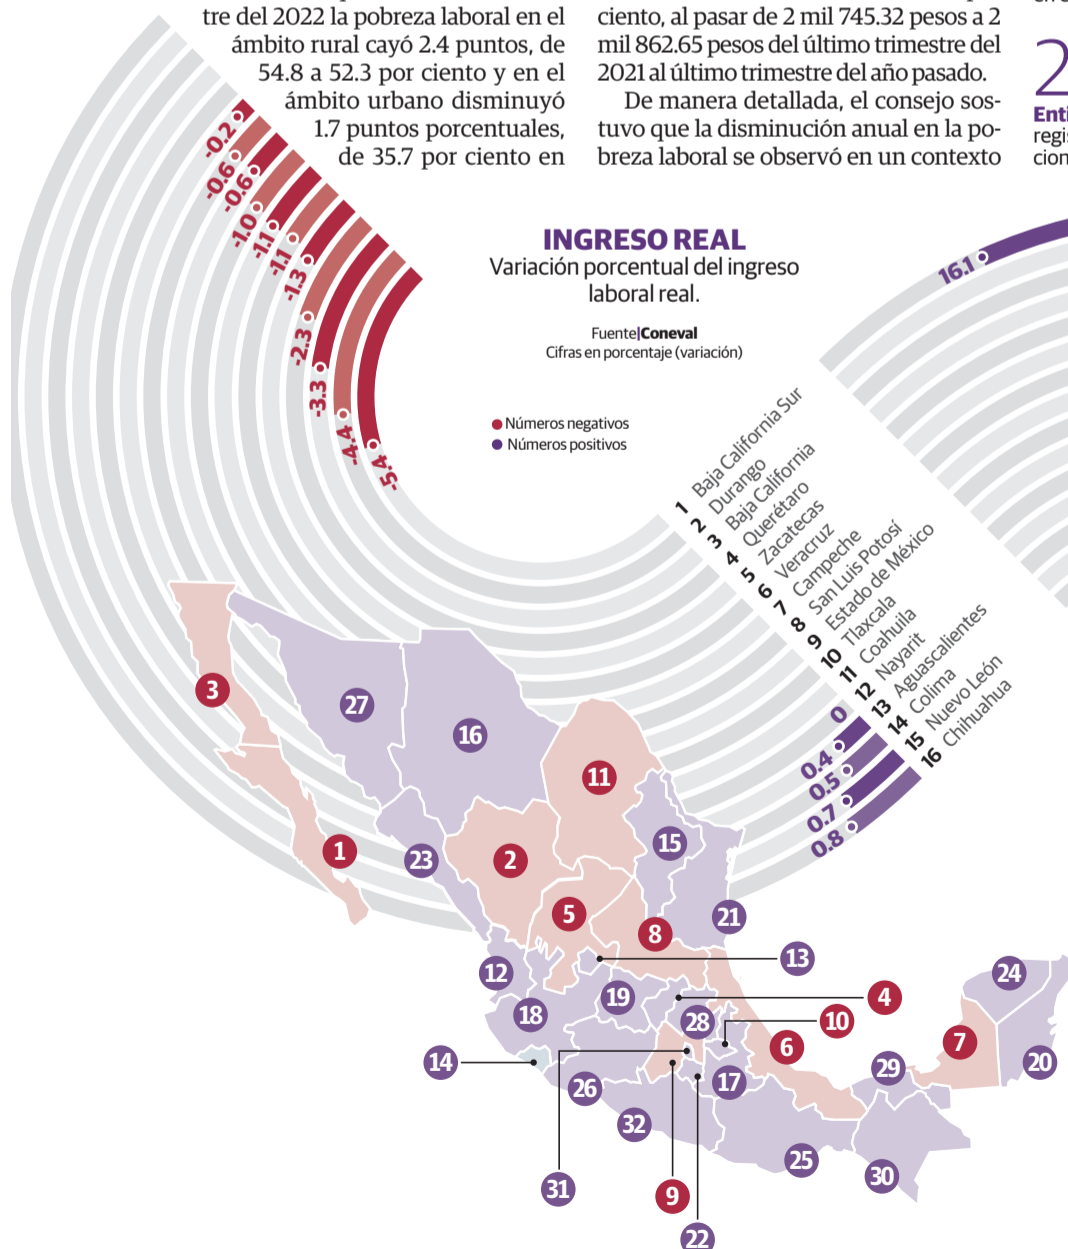 tre del 2022 la pobreza laboral en el
ámbito rural cayó 2.4 puntos, de
54.8 a 52.3 por ciento y en el
ámbito urbano disminuyó
1.7 puntos porcentuales,
de 35.7 por ciento en
ciento, al pasar de 2 mil 745.32 pesos a 2
mil 862.65 pesos del último trimestre del
2021 al último trimestre del año pasado.
De manera detallada, el consejo sos-
tuvo que la disminución anual en la po-
breza laboral se observó en un contexto
2
Enti
regis
cion
INGRESO REAL
Variación porcentual del ingreso
laboral real.
Fuente|Coneval
Cifras en porcentaje (variación)
Números negativos
Números positivos
-0.2
-0.6
-0.6
-1.0
-1.1
-1.1
-1.3
-2.3
-3.3
-4.4
-5.4
16.1
1 Baja California Sur
2 Durango
3 Baja California
4 Querétaro
5 Zacatecas
6 Veracruz
7 Campeche
8 San Luis Potosí
9 Estado de México
10 Tlaxcala
11 Coahuila
12 Nayarit
13 Aguascalientes
14 Colima
15 Nuevo León
16 Chihuahua
0
0.4
0.5
0.7
0.8
3
27
16
11
1
23
2
15
5
8
21
12
13
19
18
4
24
28
10
6
7
14
29
20
26
17
32
25
31
9
30
22